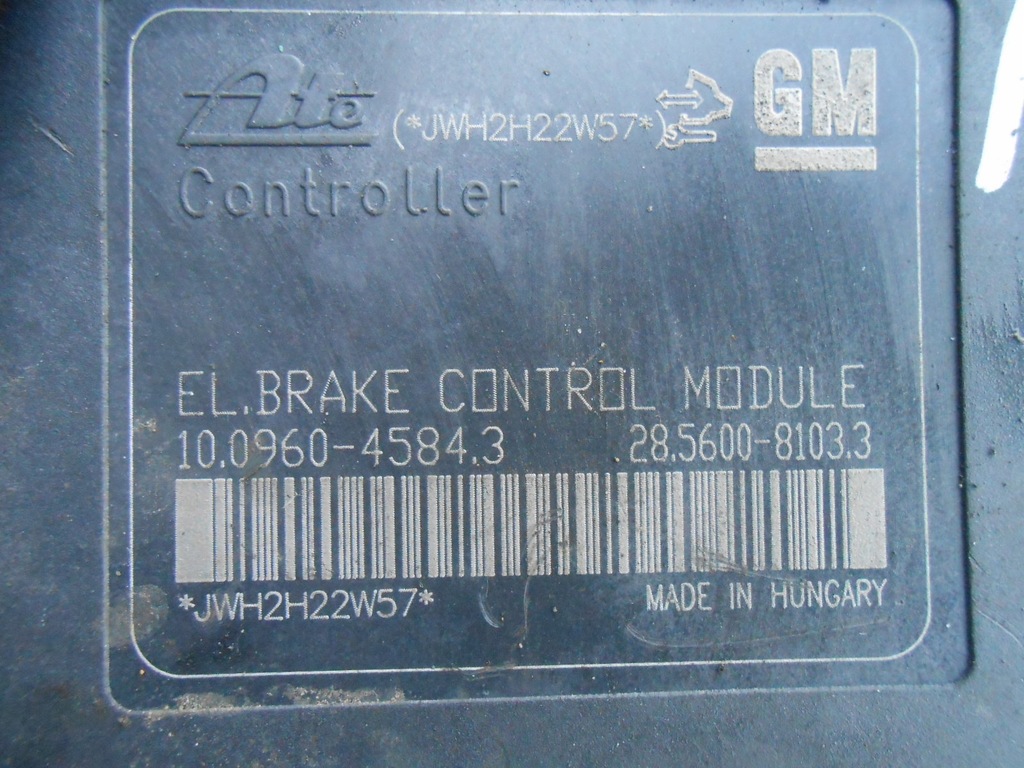 Ate (*JWH2H22W57*) GM
Controller
EL.BRAKE CONTROL MODULE
10.0960-4584.3 28.5600-8103.3
*JWH2H22W57* MADE IN HUNGARY